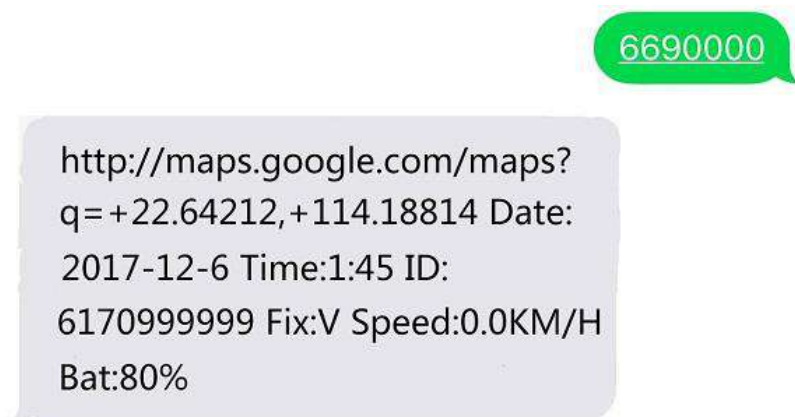 6690000
http://maps.google.com/maps?
q=+22.64212,+114.18814 Date:
2017-12-6 Time:1:45 ID:
6170999999 Fix:V Speed:0.0KM/H
Bat:80%